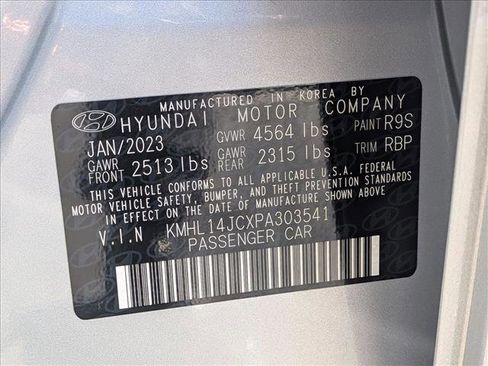 MANUFACTURED IN KOREA BY
HYUNDAI MOTOR COMPANY
JAN/2023 GVWR 4564 lbs PAINT R9S
GAWR FRONT 2513 lbs GAWR REAR 2315 lbs TRIM RBP
THIS VEHICLE CONFORMS TO ALL APPLICABLE U.S.A. FEDERAL
MOTOR VEHICLE SAFETY, BUMPER, AND THEFT PREVENTION STANDARDS
IN EFFECT ON THE DATE OF MANUFACTURE SHOWN ABOVE.
V.I.N KMHL14JCXPA303541
PASSENGER CAR